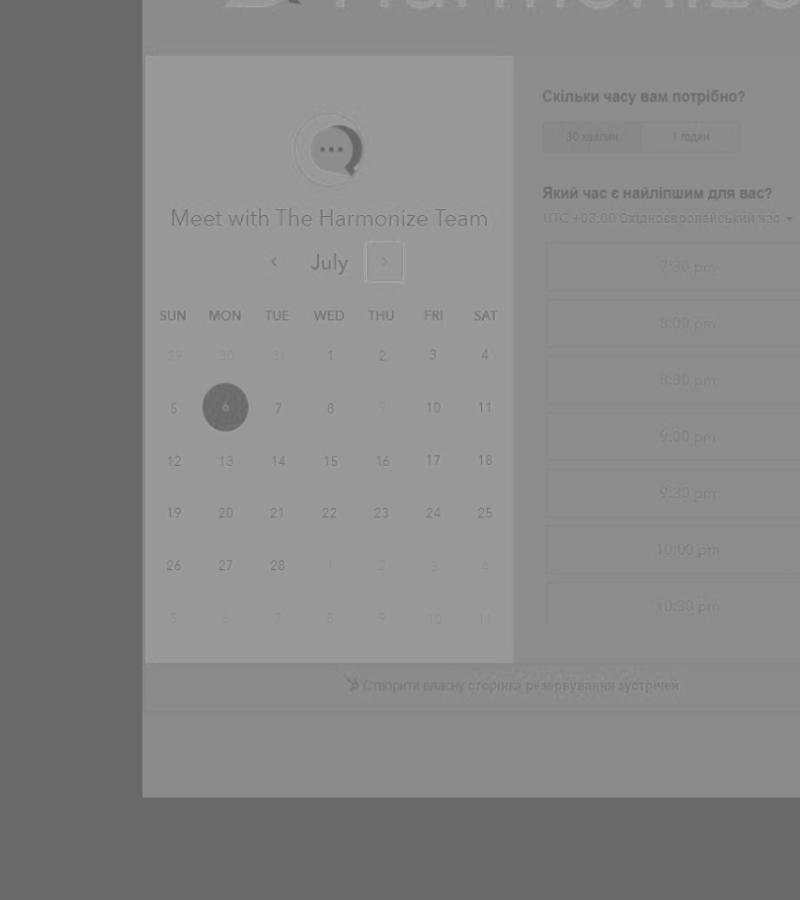 Harmonize
Meet with The Harmonize Team
July
SUN MON TUE WED THU FRI SAT
29 30 31 1 2 3 4
5 6 7 8 9 10 11
12 13 14 15 16 17 18
19 20 21 22 23 24 25
26 27 28 1 2 3 4
5 6 7 8 9 10 11
Скільки часу вам потрібно?
30 хвилин 1 годин
Який час є найліпшим для вас?
UTC +03:00 Східноєвропейський час
7:30 pm
8:00 pm
8:30 pm
9:00 pm
9:30 pm
10:00 pm
10:30 pm
Створити власну сторінка резервування зустрічей